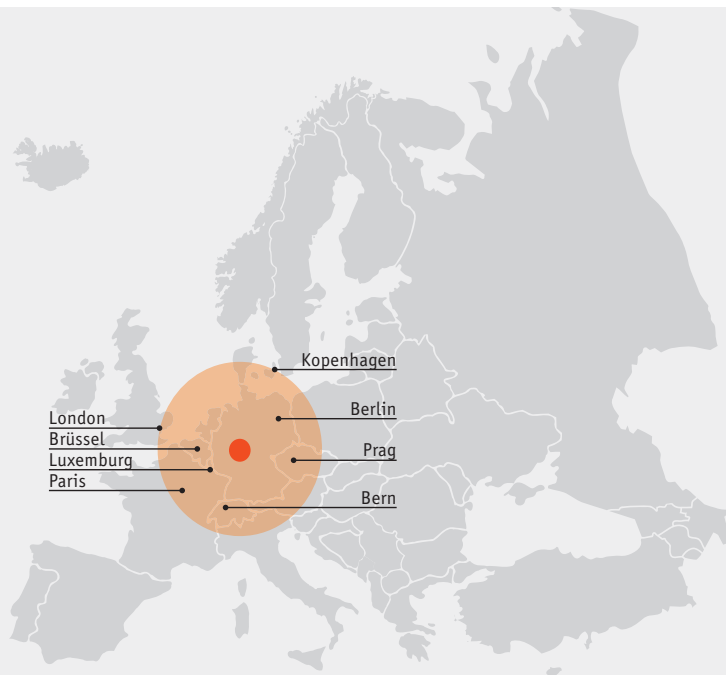 Kopenhagen
Berlin
London
Brüssel
Prag
Luxemburg
Paris
Bern